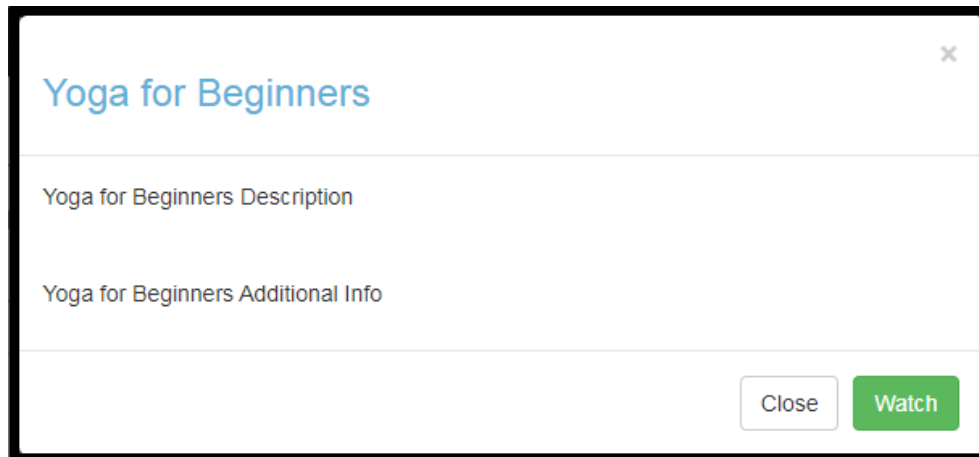 ×
Yoga for Beginners
Yoga for Beginners Description
Yoga for Beginners Additional Info
Close Watch